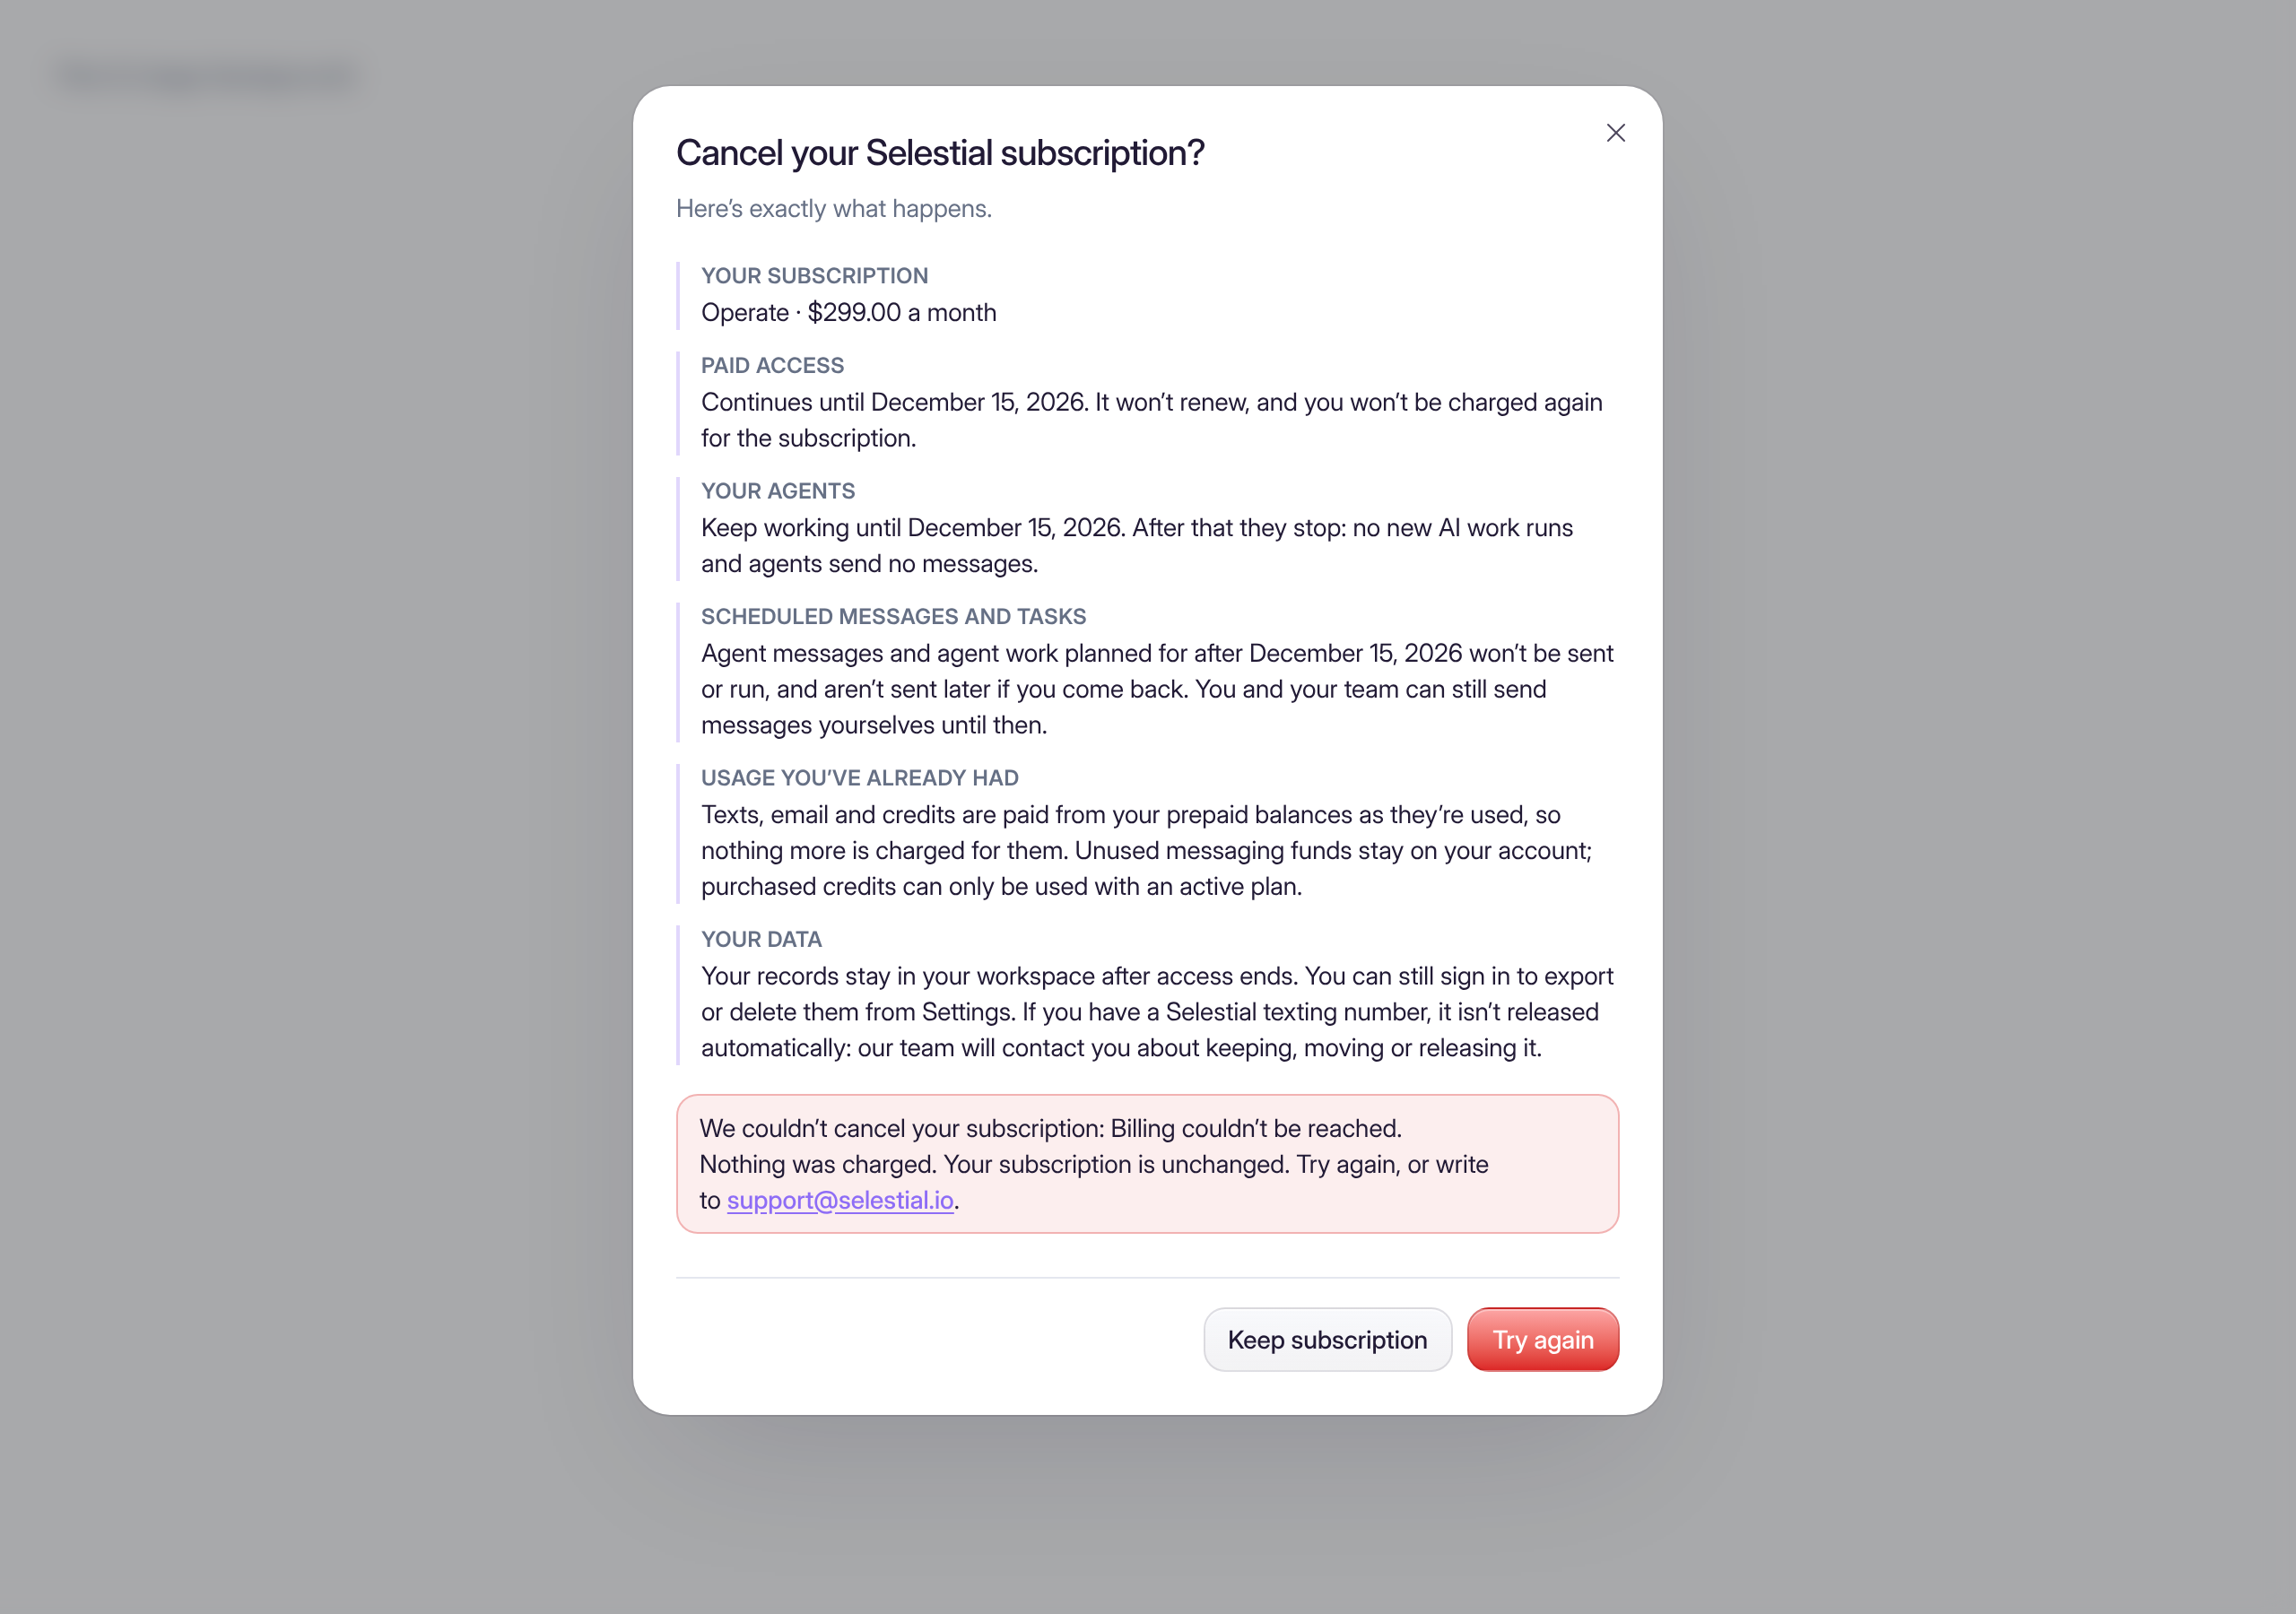 Cancel your Selestial subscription?
Here’s exactly what happens.
YOUR SUBSCRIPTION
Operate · $299.00 a month
PAID ACCESS
Continues until December 15, 2026. It won’t renew, and you won’t be charged again
for the subscription.
YOUR AGENTS
Keep working until December 15, 2026. After that they stop: no new AI work runs
and agents send no messages.
SCHEDULED MESSAGES AND TASKS
Agent messages and agent work planned for after December 15, 2026 won’t be sent
or run, and aren’t sent later if you come back. You and your team can still send
messages yourselves until then.
USAGE YOU’VE ALREADY HAD
Texts, email and credits are paid from your prepaid balances as they’re used, so
nothing more is charged for them. Unused messaging funds stay on your account;
purchased credits can only be used with an active plan.
YOUR DATA
Your records stay in your workspace after access ends. You can still sign in to export
or delete them from Settings. If you have a Selestial texting number, it isn’t released
automatically: our team will contact you about keeping, moving or releasing it.
We couldn’t cancel your subscription: Billing couldn’t be reached.
Nothing was charged. Your subscription is unchanged. Try again, or write
to support@selestial.io.
Keep subscription
Try again